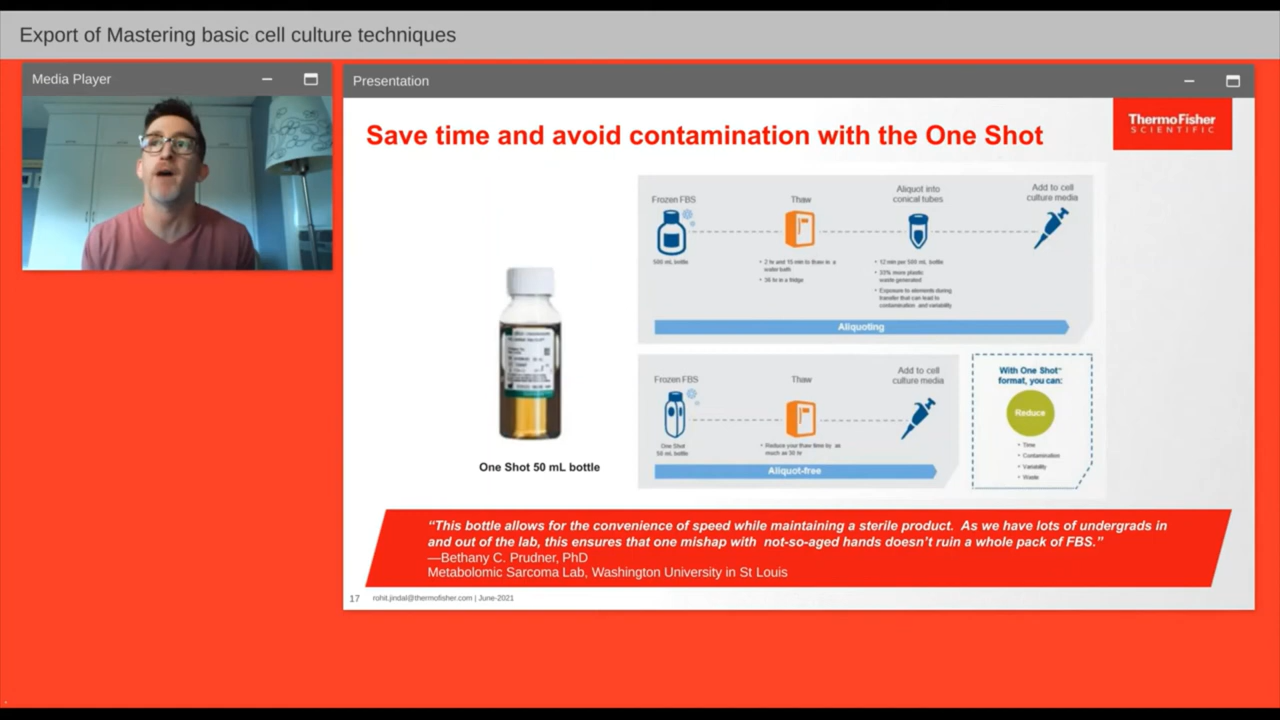 Export of Mastering basic cell culture techniques
Media Player
Presentation
Save time and avoid contamination with the One Shot
ThermoFisher
SCIENTIFIC
One Shot 50 mL bottle
Frozen FBS
500 mL bottle
Thaw
• 2 hr and 15 min to thaw in a
water bath
• 36 hr in a fridge
Aliquot into
conical tubes
• 12 min per 500 mL bottle
• 33% more plastic
waste generated
• Exposure to elements during
transfer that can lead to
contamination and variability
Add to cell
culture media
Aliquoting
Frozen FBS
One Shot
50 mL bottle
Thaw
• Reduce your thaw time by as
much as 30 hr
Add to cell
culture media
Aliquot-free
With One Shot™
format, you can:
Reduce
• Time
• Contamination
• Variability
• Waste
“This bottle allows for the convenience of speed while maintaining a sterile product. As we have lots of undergrads in
and out of the lab, this ensures that one mishap with not-so-aged hands doesn’t ruin a whole pack of FBS.”
—Bethany C. Prudner, PhD
Metabolomic Sarcoma Lab, Washington University in St Louis
17 rohit.jindal@thermofisher.com | June-2021